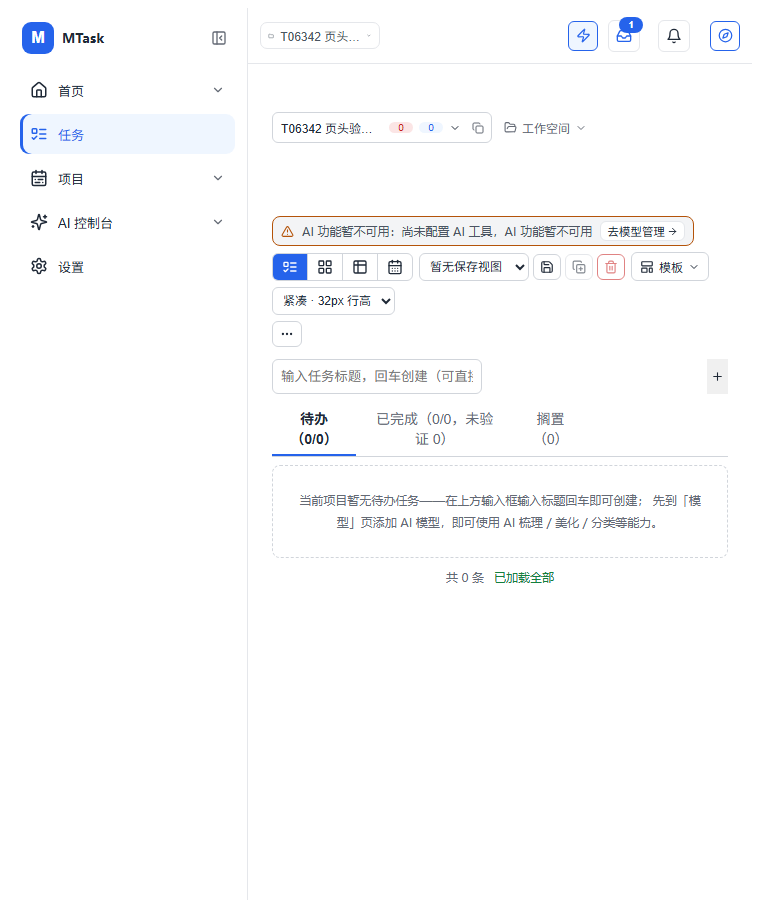 M MTask
首页
任务
项目
AI 控制台
设置
T06342 页头…
1
T06342 页头验… 0 0 工作空间
AI 功能暂不可用：尚未配置 AI 工具，AI 功能暂不可用 去模型管理 →
暂无保存视图 模板
紧凑 · 32px 行高
···
输入任务标题，回车创建（可直接 +
待办（0/0） 已完成（0/0，未验证 0） 搁置（0）
当前项目暂无待办任务——在上方输入框输入标题回车即可创建； 先到「模
型」页添加 AI 模型，即可使用 AI 梳理 / 美化 / 分类等能力。
共 0 条 已加载全部